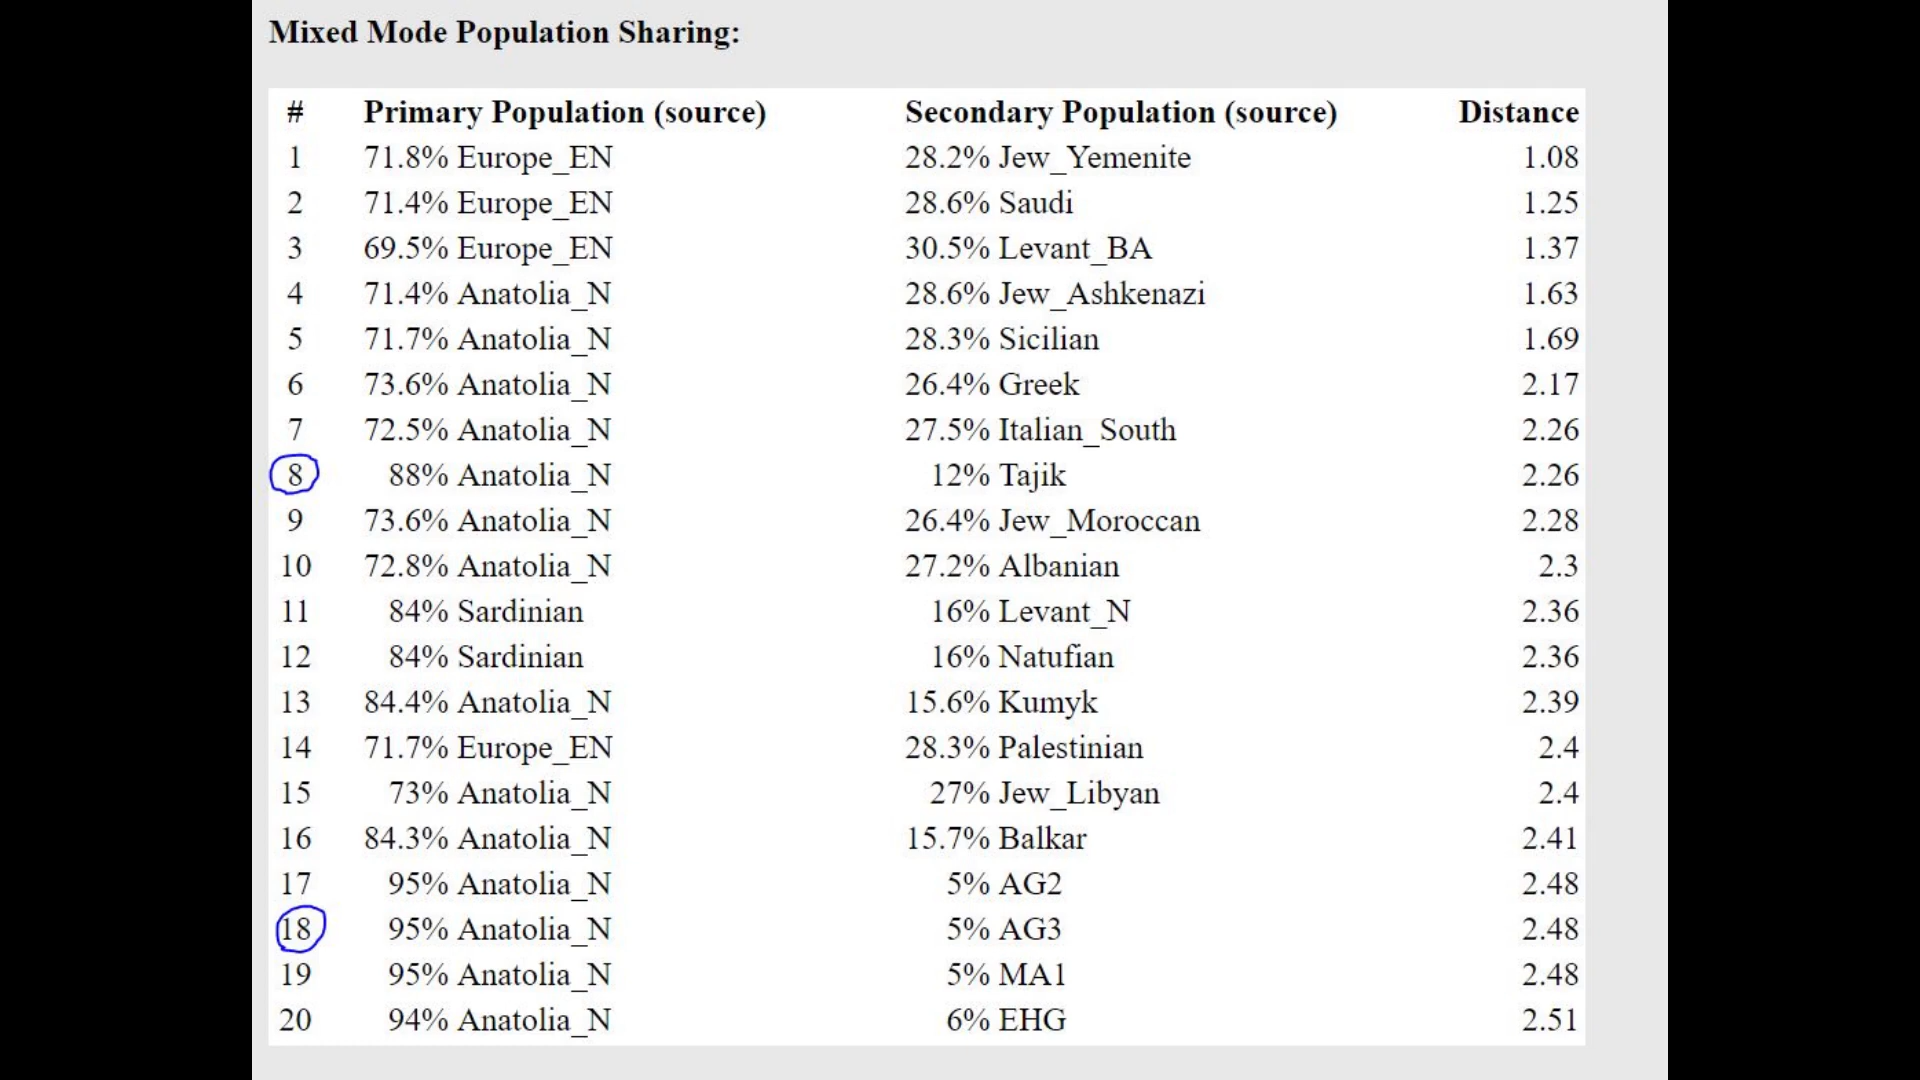 Mixed Mode Population Sharing:
# Primary Population (source) Secondary Population (source) Distance
1 71.8% Europe_EN 28.2% Jew_Yemenite 1.08
2 71.4% Europe_EN 28.6% Saudi 1.25
3 69.5% Europe_EN 30.5% Levant_BA 1.37
4 71.4% Anatolia_N 28.6% Jew_Ashkenazi 1.63
5 71.7% Anatolia_N 28.3% Sicilian 1.69
6 73.6% Anatolia_N 26.4% Greek 2.17
7 72.5% Anatolia_N 27.5% Italian_South 2.26
8 88% Anatolia_N 12% Tajik 2.26
9 73.6% Anatolia_N 26.4% Jew_Moroccan 2.28
10 72.8% Anatolia_N 27.2% Albanian 2.3
11 84% Sardinian 16% Levant_N 2.36
12 84% Sardinian 16% Natufian 2.36
13 84.4% Anatolia_N 15.6% Kumyk 2.39
14 71.7% Europe_EN 28.3% Palestinian 2.4
15 73% Anatolia_N 27% Jew_Libyan 2.4
16 84.3% Anatolia_N 15.7% Balkar 2.41
17 95% Anatolia_N 5% AG2 2.48
18 95% Anatolia_N 5% AG3 2.48
19 95% Anatolia_N 5% MA1 2.48
20 94% Anatolia_N 6% EHG 2.51